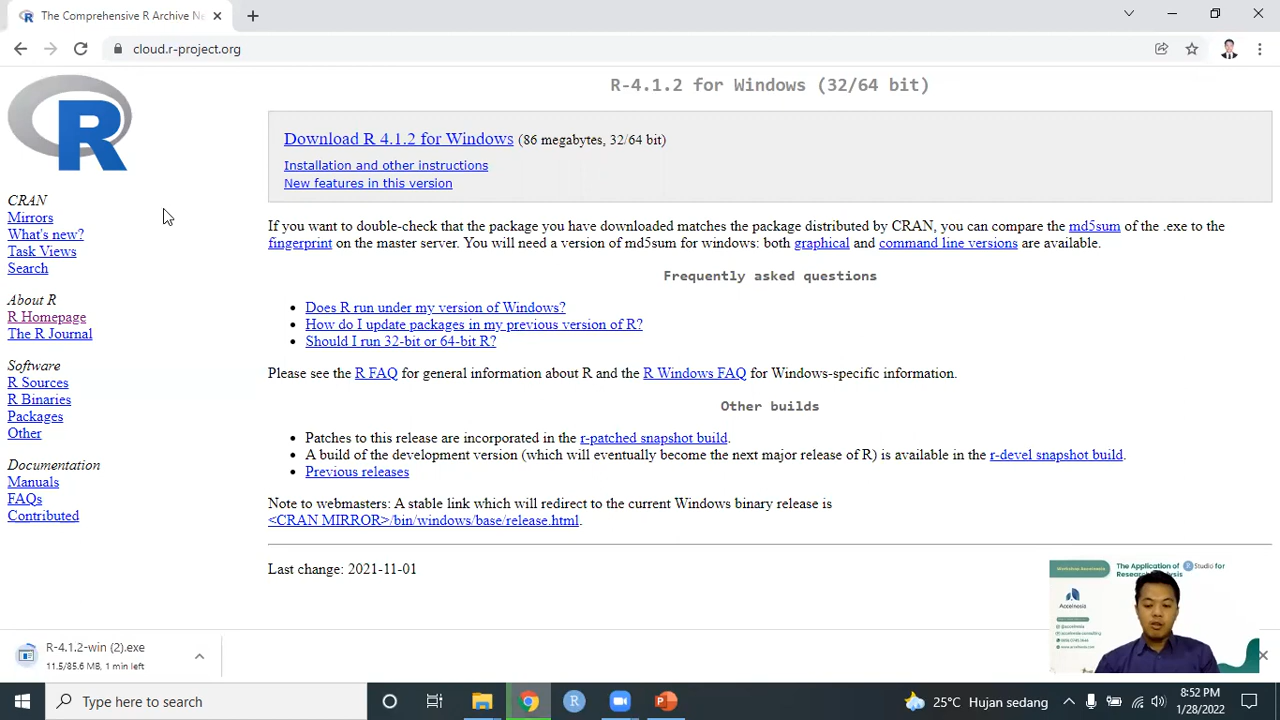 The Comprehensive R Archive Ne
cloud.r-project.org
R
CRAN
Mirrors
What's new?
Task Views
Search
About R
R Homepage
The R Journal
Software
R Sources
R Binaries
Packages
Other
Documentation
Manuals
FAQs
Contributed
R-4.1.2 for Windows (32/64 bit)
Download R 4.1.2 for Windows (86 megabytes, 32/64 bit)
Installation and other instructions
New features in this version
If you want to double-check that the package you have downloaded matches the package distributed by CRAN, you can compare the md5sum of the .exe to the
fingerprint on the master server. You will need a version of md5sum for windows: both graphical and command line versions are available.
Frequently asked questions
Does R run under my version of Windows?
How do I update packages in my previous version of R?
Should I run 32-bit or 64-bit R?
Please see the R FAQ for general information about R and the R Windows FAQ for Windows-specific information.
Other builds
Patches to this release are incorporated in the r-patched snapshot build.
A build of the development version (which will eventually become the next major release of R) is available in the r-devel snapshot build.
Previous releases
Note to webmasters: A stable link which will redirect to the current Windows binary release is
<CRAN MIRROR>/bin/windows/base/release.html.
Last change: 2021-11-01
Workshop Accelnesia
The Application of R Studio for
Accelnesia
R-4.1.2-win (2).exe
11.5/85.6 MB, 1 min left
Type here to search
25°C Hujan sedang
8:52 PM
1/28/2022